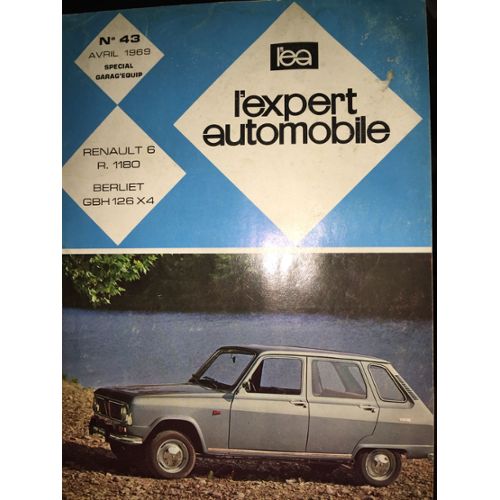 N° 43
AVRIL 1969
SPECIAL
GARAG'EQUIP
l'ea
l'expert
automobile
RENAULT 6
R. 1180
BERLIET
GBH 126 X4